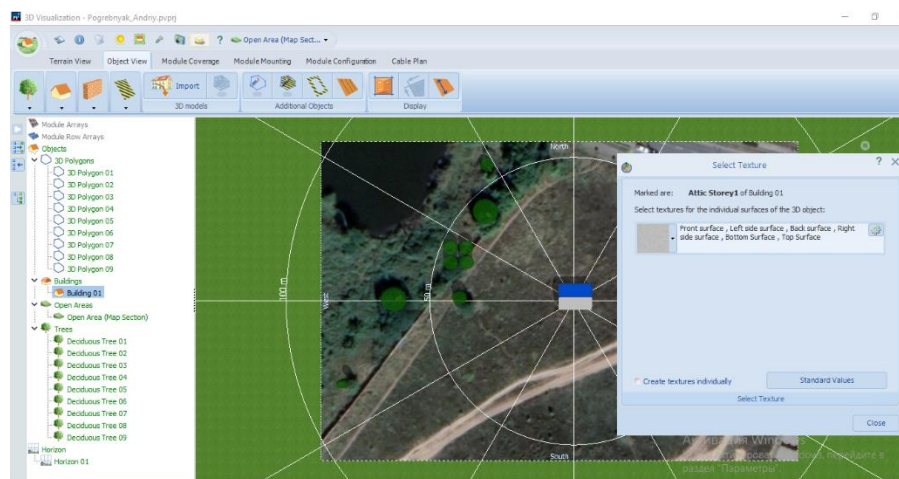 3D Visualization - Pogrebnyak_Andriy.pvprj
Open Area (Map Sect...
Terrain View Object View Module Coverage Module Mounting Module Configuration Cable Plan
Import
3D models Additional Objects Display
Module Arrays
Module Row Arrays
Objects
3D Polygons
3D Polygon 01
3D Polygon 02
3D Polygon 03
3D Polygon 04
3D Polygon 05
3D Polygon 06
3D Polygon 07
3D Polygon 08
3D Polygon 09
Buildings
Building 01
Open Areas
Open Area (Map Section)
Trees
Deciduous Tree 01
Deciduous Tree 02
Deciduous Tree 03
Deciduous Tree 04
Deciduous Tree 05
Deciduous Tree 06
Deciduous Tree 07
Deciduous Tree 08
Deciduous Tree 09
Horizon
Horizon 01
North
100 m
West
50 m
South
Select Texture
Marked are: Attic Storey1 of Building 01
Select textures for the individual surfaces of the 3D object:
Front surface , Left side surface , Back surface , Right
side surface , Bottom Surface , Top Surface
Create textures individually
Standard Values
Select Texture
Close
Активация Windows
перейдите в
раздел "Параметры".